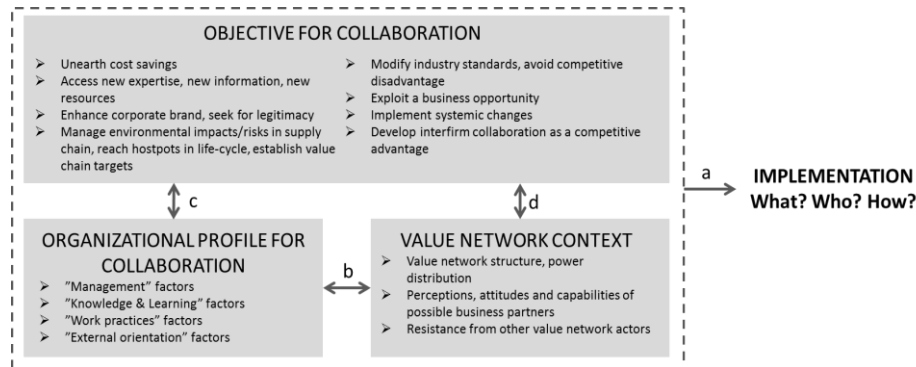 OBJECTIVE FOR COLLABORATION
➢ Unearth cost savings
➢ Access new expertise, new information, new
resources
➢ Enhance corporate brand, seek for legitimacy
➢ Manage environmental impacts/risks in supply
chain, reach hostpots in life-cycle, establish value
chain targets
➢ Modify industry standards, avoid competitive
disadvantage
➢ Exploit a business opportunity
➢ Implement systemic changes
➢ Develop interfirm collaboration as a competitive
advantage
a
IMPLEMENTATION
What? Who? How?
c
d
ORGANIZATIONAL PROFILE FOR
COLLABORATION
➢ ”Management” factors
➢ ”Knowledge & Learning” factors
➢ ”Work practices” factors
➢ ”External orientation” factors
b
VALUE NETWORK CONTEXT
➢ Value network structure, power
distribution
➢ Perceptions, attitudes and capabilities of
possible business partners
➢ Resistance from other value network actors